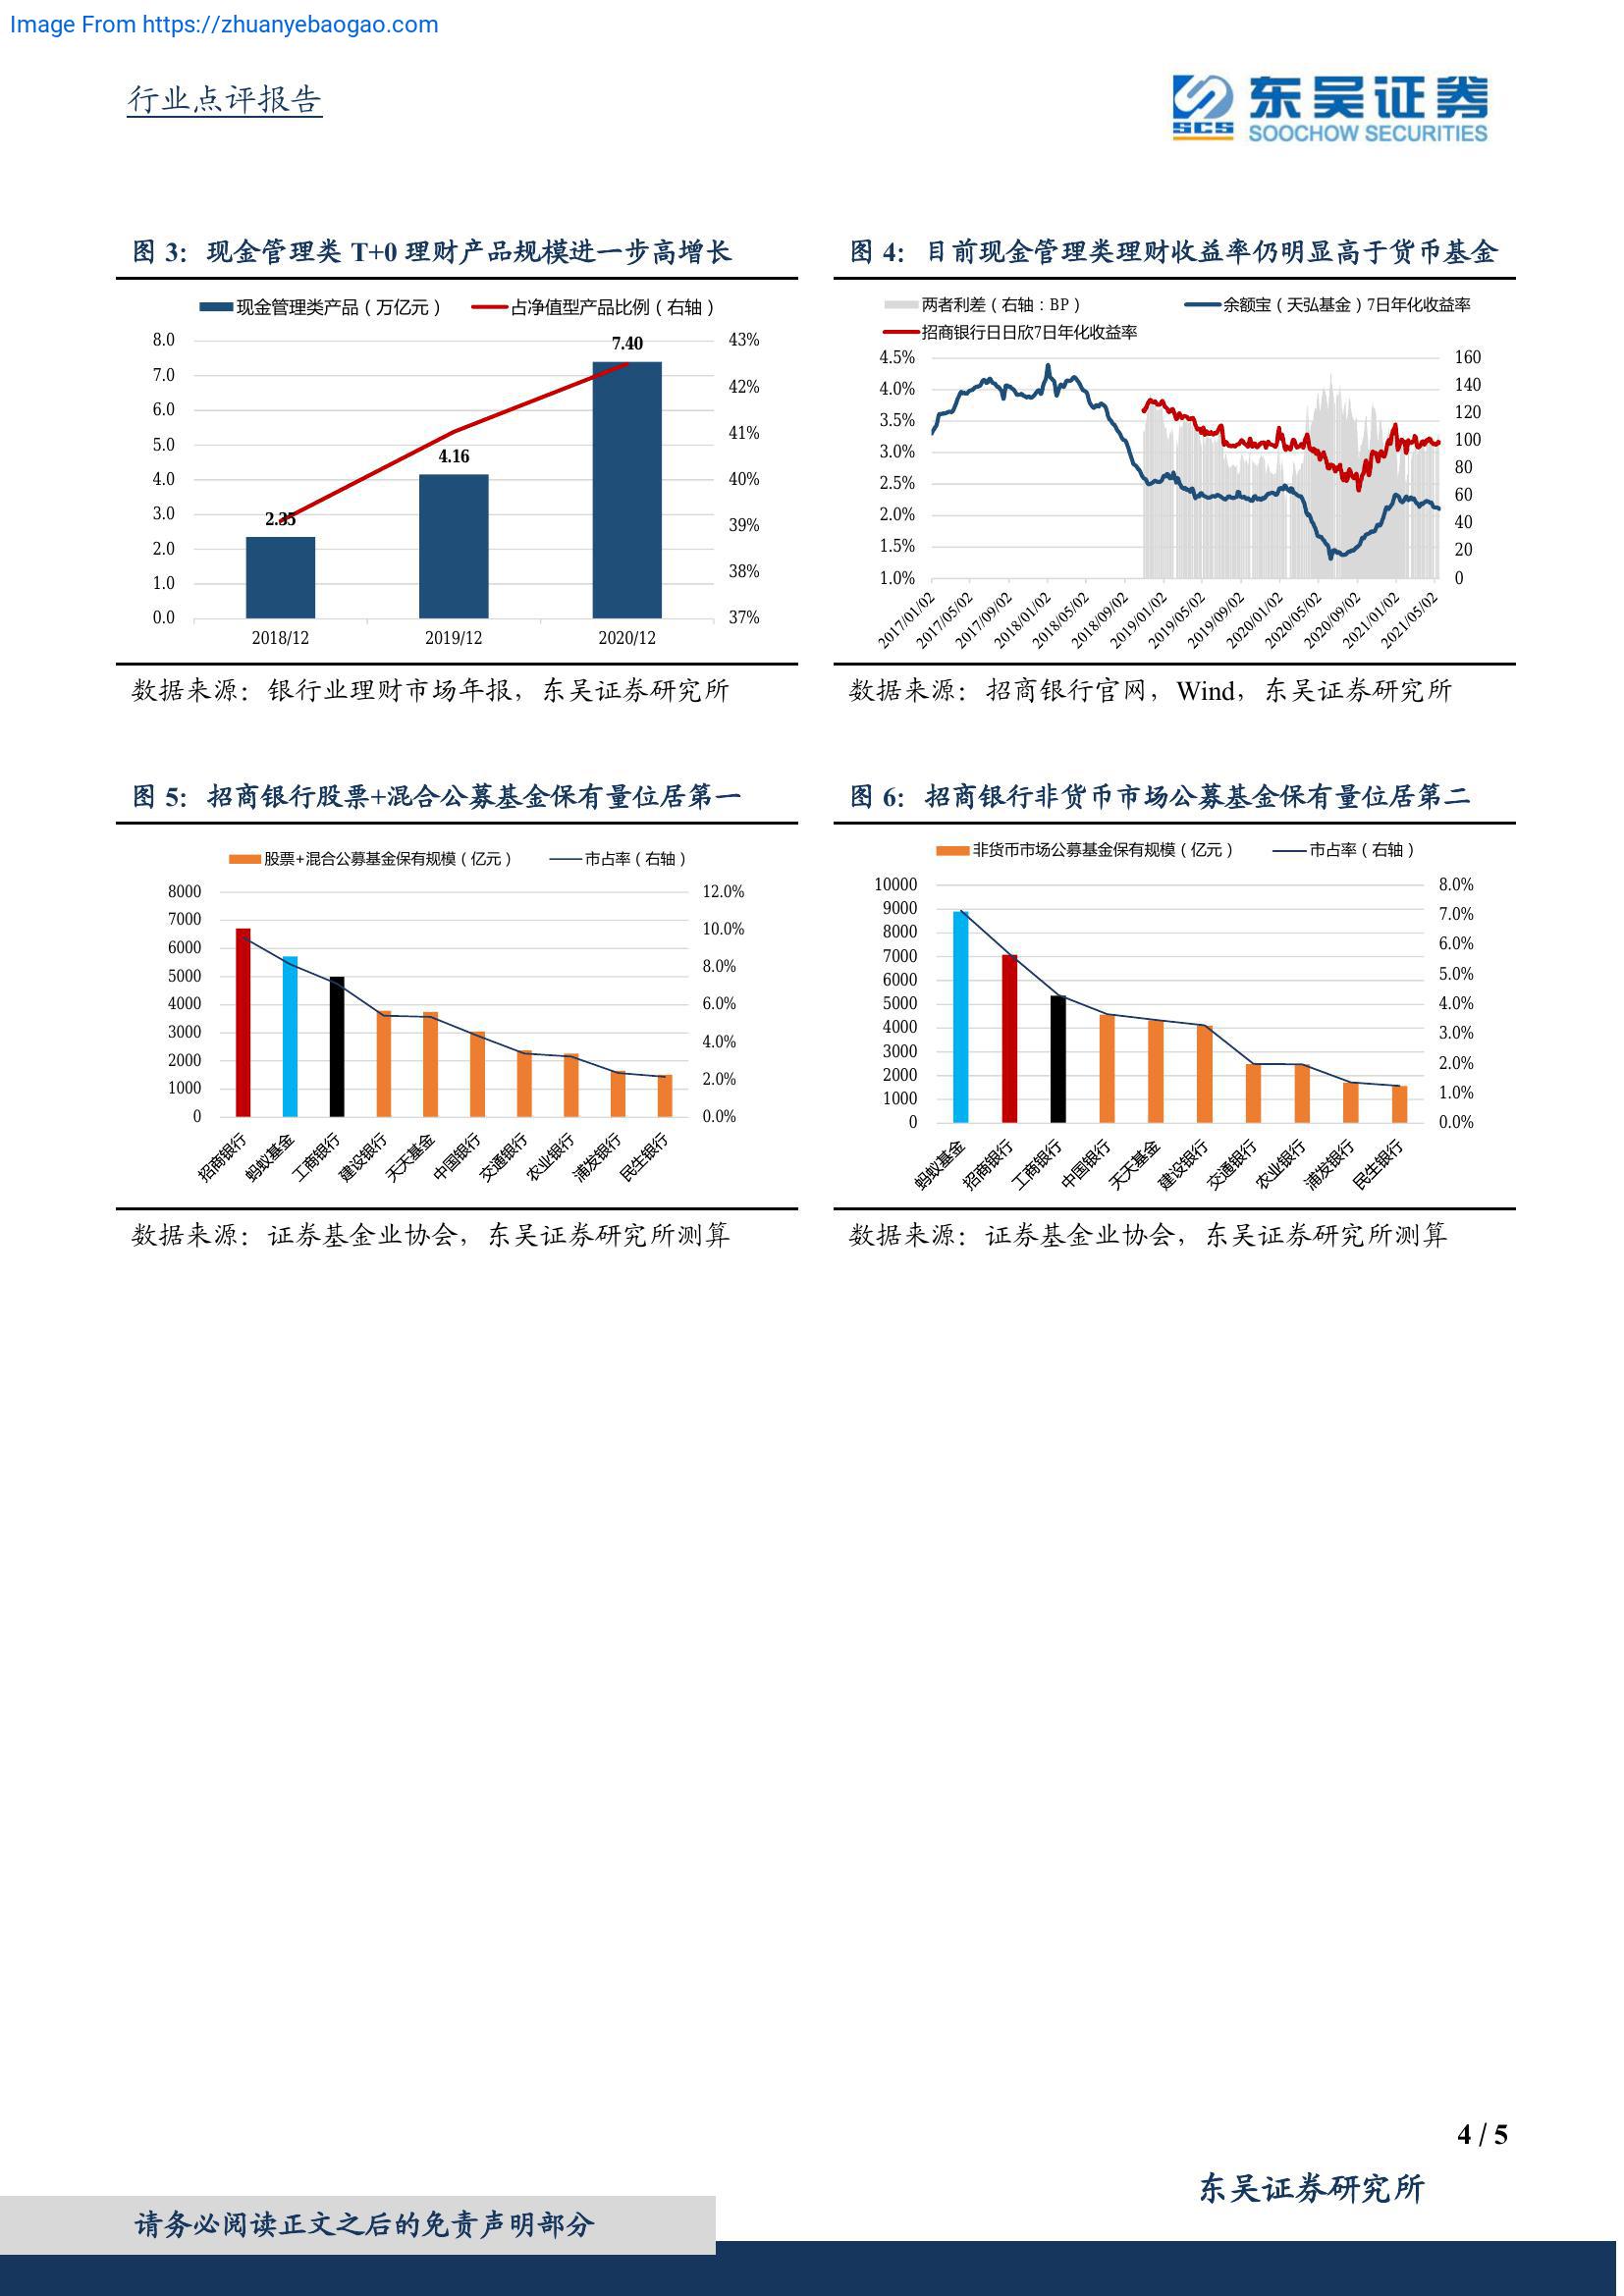 Image From https://zhuanyebaogao.com
行业点评报告
SCS
东吴证券
SOOCHOW SECURITIES
图 3：现金管理类 T+0 理财产品规模进一步高增长
现金管理类产品（万亿元） 占净值型产品比例（右轴）
8.0
7.0
6.0
5.0
4.0
3.0
2.0
1.0
0.0
2.35
4.16
7.40
43%
42%
41%
40%
39%
38%
37%
2018/12 2019/12 2020/12
数据来源：银行业理财市场年报，东吴证券研究所
图 4：目前现金管理类理财收益率仍明显高于货币基金
两者利差（右轴：BP） 余额宝（天弘基金）7日年化收益率
招商银行日日欣7日年化收益率
4.5%
4.0%
3.5%
3.0%
2.5%
2.0%
1.5%
1.0%
160
140
120
100
80
60
40
20
0
2017/01/02 2017/05/02 2017/09/02 2018/01/02 2018/05/02 2018/09/02 2019/01/02 2019/05/02 2019/09/02 2020/01/02 2020/05/02 2020/09/02 2021/01/02 2021/05/02
数据来源：招商银行官网，Wind，东吴证券研究所
图 5：招商银行股票+混合公募基金保有量位居第一
股票+混合公募基金保有规模（亿元） 市占率（右轴）
8000
7000
6000
5000
4000
3000
2000
1000
0
12.0%
10.0%
8.0%
6.0%
4.0%
2.0%
0.0%
招商银行 蚂蚁基金 工商银行 建设银行 天天基金 中国银行 交通银行 农业银行 浦发银行 民生银行
数据来源：证券基金业协会，东吴证券研究所测算
图 6：招商银行非货币市场公募基金保有量位居第二
非货币市场公募基金保有规模（亿元） 市占率（右轴）
10000
9000
8000
7000
6000
5000
4000
3000
2000
1000
0
8.0%
7.0%
6.0%
5.0%
4.0%
3.0%
2.0%
1.0%
0.0%
蚂蚁基金 招商银行 工商银行 中国银行 天天基金 建设银行 交通银行 农业银行 浦发银行 民生银行
数据来源：证券基金业协会，东吴证券研究所测算
4 / 5
东吴证券研究所
请务必阅读正文之后的免责声明部分